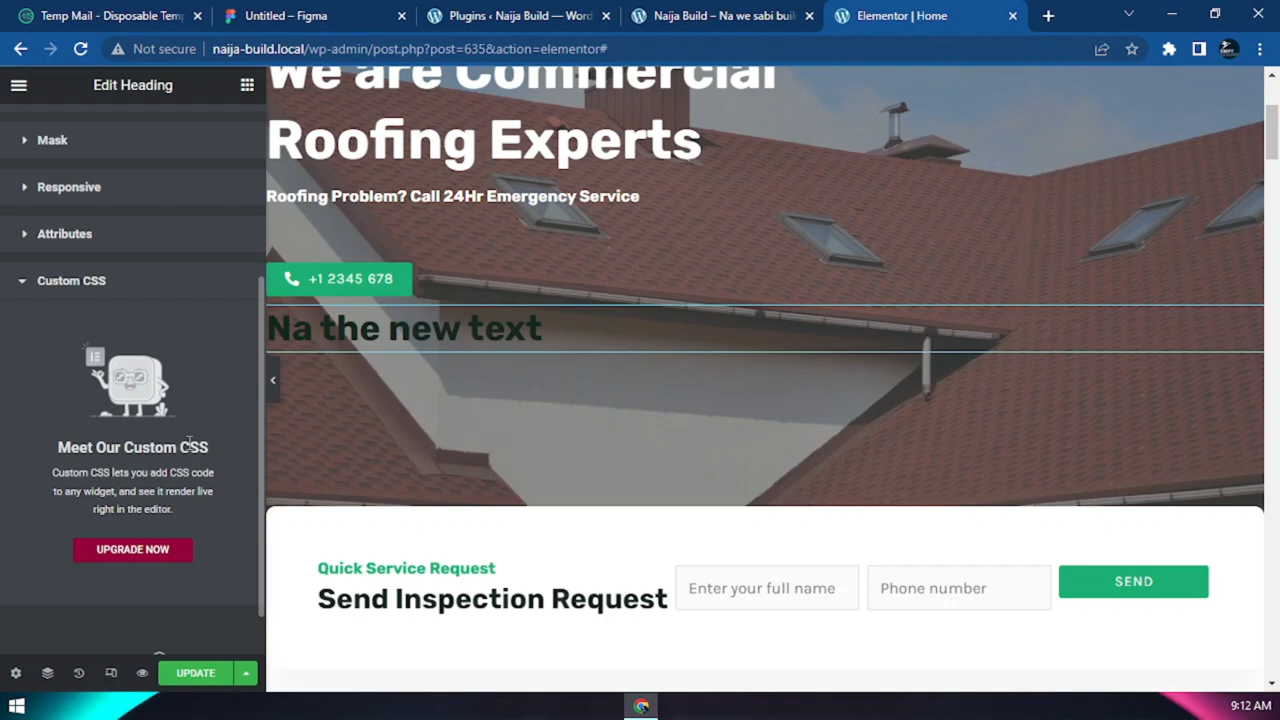 Temp Mail - Disposable Temp
Untitled – Figma
Plugins ‹ Naija Build — Word
Naija Build – Na we sabi buil
Elementor | Home
Not secure
naija-build.local/wp-admin/post.php?post=635&action=elementor#
Edit Heading
Mask
Responsive
Attributes
Custom CSS
Meet Our Custom CSS
Custom CSS lets you add CSS code
to any widget, and see it render live
right in the editor.
UPGRADE NOW
UPDATE
We are Commercial
Roofing Experts
Roofing Problem? Call 24Hr Emergency Service
+1 2345 678
Na the new text
Quick Service Request
Send Inspection Request
Enter your full name
Phone number
SEND
9:12 AM